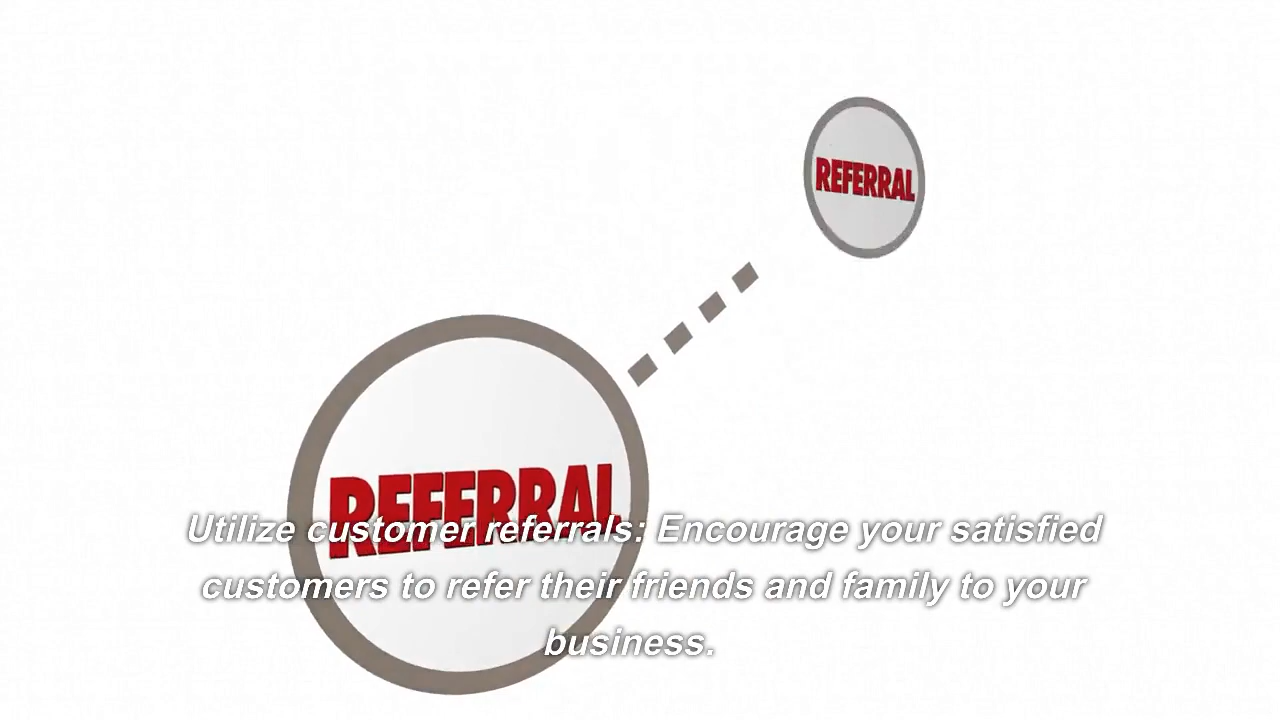 REFERRAL
REFERRAL
Utilize customer referrals: Encourage your satisfied
customers to refer their friends and family to your
business.